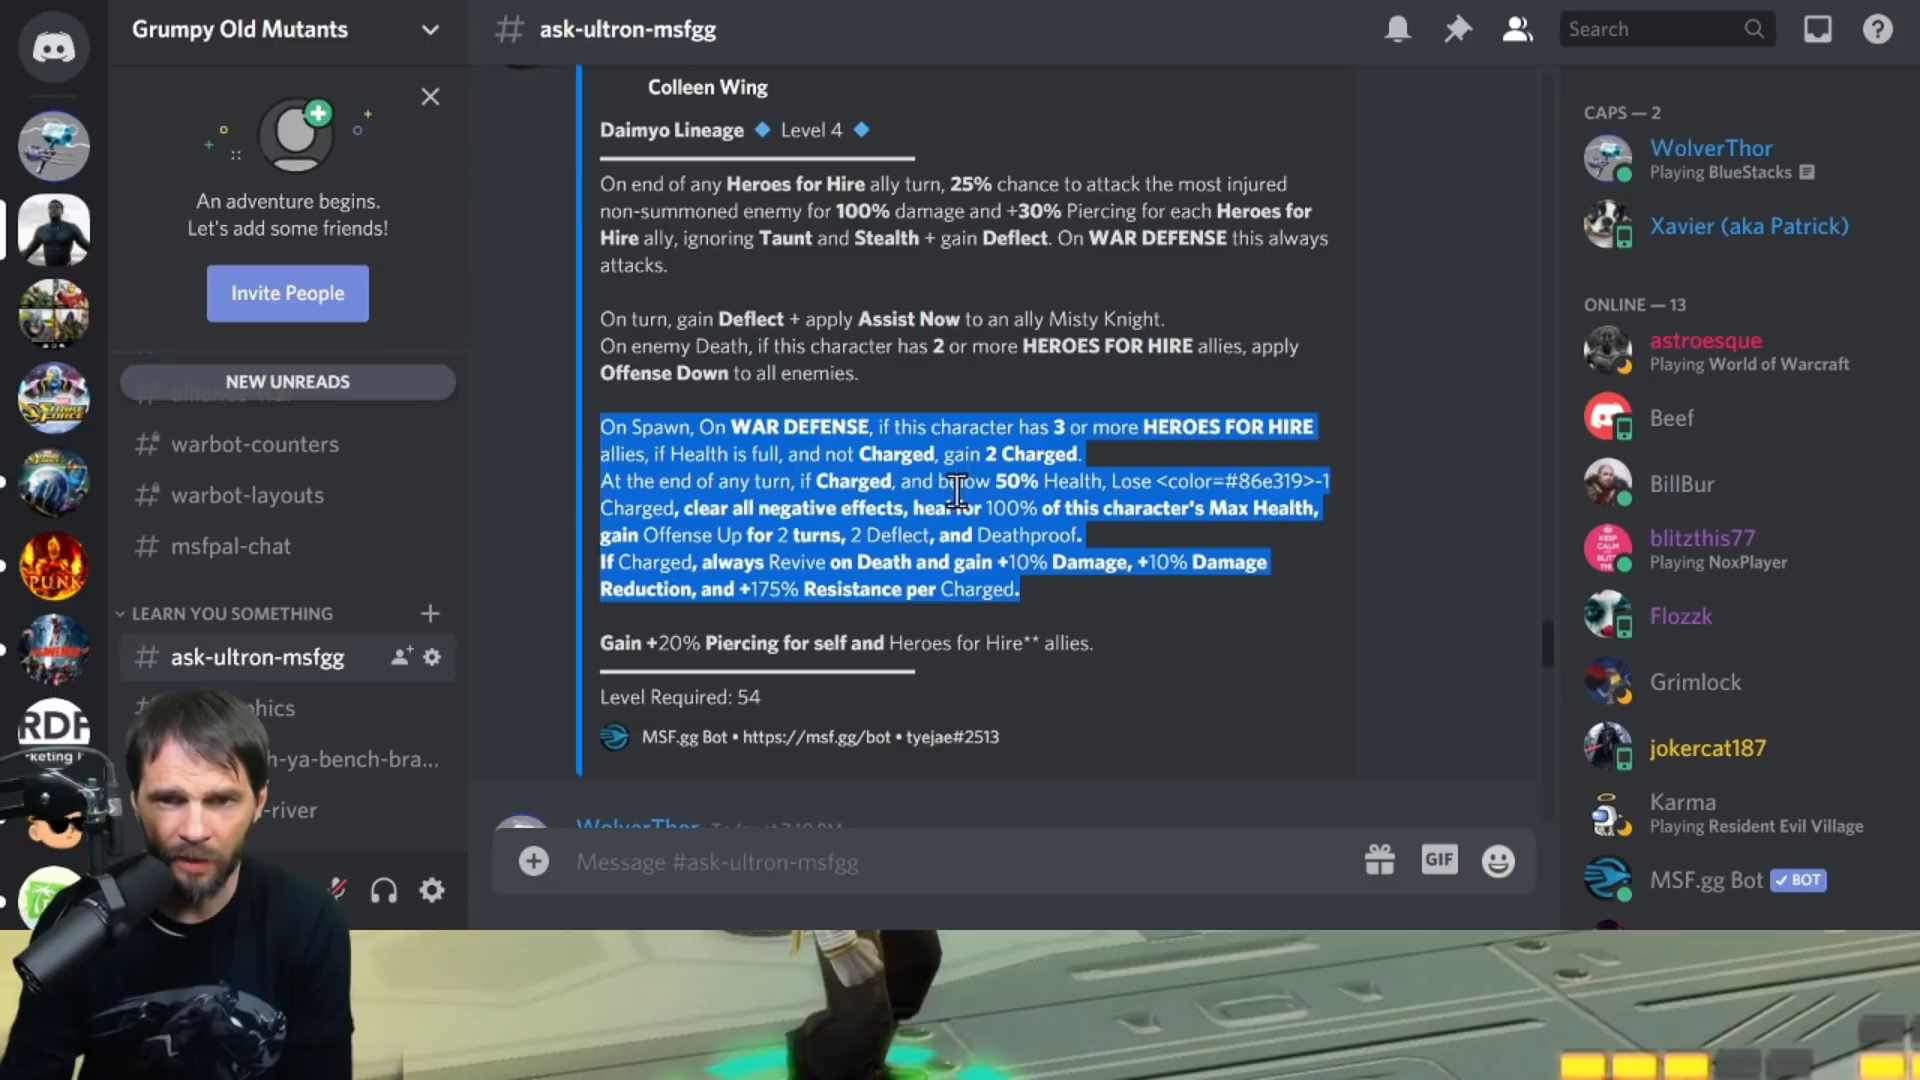 Grumpy Old Mutants
An adventure begins.
Let's add some friends!
Invite People
NEW UNREADS
warbot-counters
warbot-layouts
msfpal-chat
LEARN YOU SOMETHING
ask-ultron-msfgg
phics
h-ya-bench-bra...
-river
RDF
PUNK
# ask-ultron-msfgg
Search
Colleen Wing
Daimyo Lineage Level 4
On end of any Heroes for Hire ally turn, 25% chance to attack the most injured
non-summoned enemy for 100% damage and +30% Piercing for each Heroes for
Hire ally, ignoring Taunt and Stealth + gain Deflect. On WAR DEFENSE this always
attacks.
On turn, gain Deflect + apply Assist Now to an ally Misty Knight.
On enemy Death, if this character has 2 or more HEROES FOR HIRE allies, apply
Offense Down to all enemies.
On Spawn, On WAR DEFENSE, if this character has 3 or more HEROES FOR HIRE
allies, if Health is full, and not Charged, gain 2 Charged.
At the end of any turn, if Charged, and below 50% Health, Lose <color=#86e319>-1
Charged, clear all negative effects, heal for 100% of this character's Max Health,
gain Offense Up for 2 turns, 2 Deflect, and Deathproof.
If Charged, always Revive on Death and gain +10% Damage, +10% Damage
Reduction, and +175% Resistance per Charged.
Gain +20% Piercing for self and Heroes for Hire** allies.
Level Required: 54
MSF.gg Bot • https://msf.gg/bot • tyejae#2513
WolverThor
Message #ask-ultron-msfgg
GIF
CAPS — 2
WolverThor
Playing BlueStacks
Xavier (aka Patrick)
ONLINE — 13
astroesque
Playing World of Warcraft
Beef
BillBur
blitzthis77
Playing NoxPlayer
Flozzk
Grimlock
jokercat187
Karma
Playing Resident Evil Village
MSF.gg Bot ✓ BOT